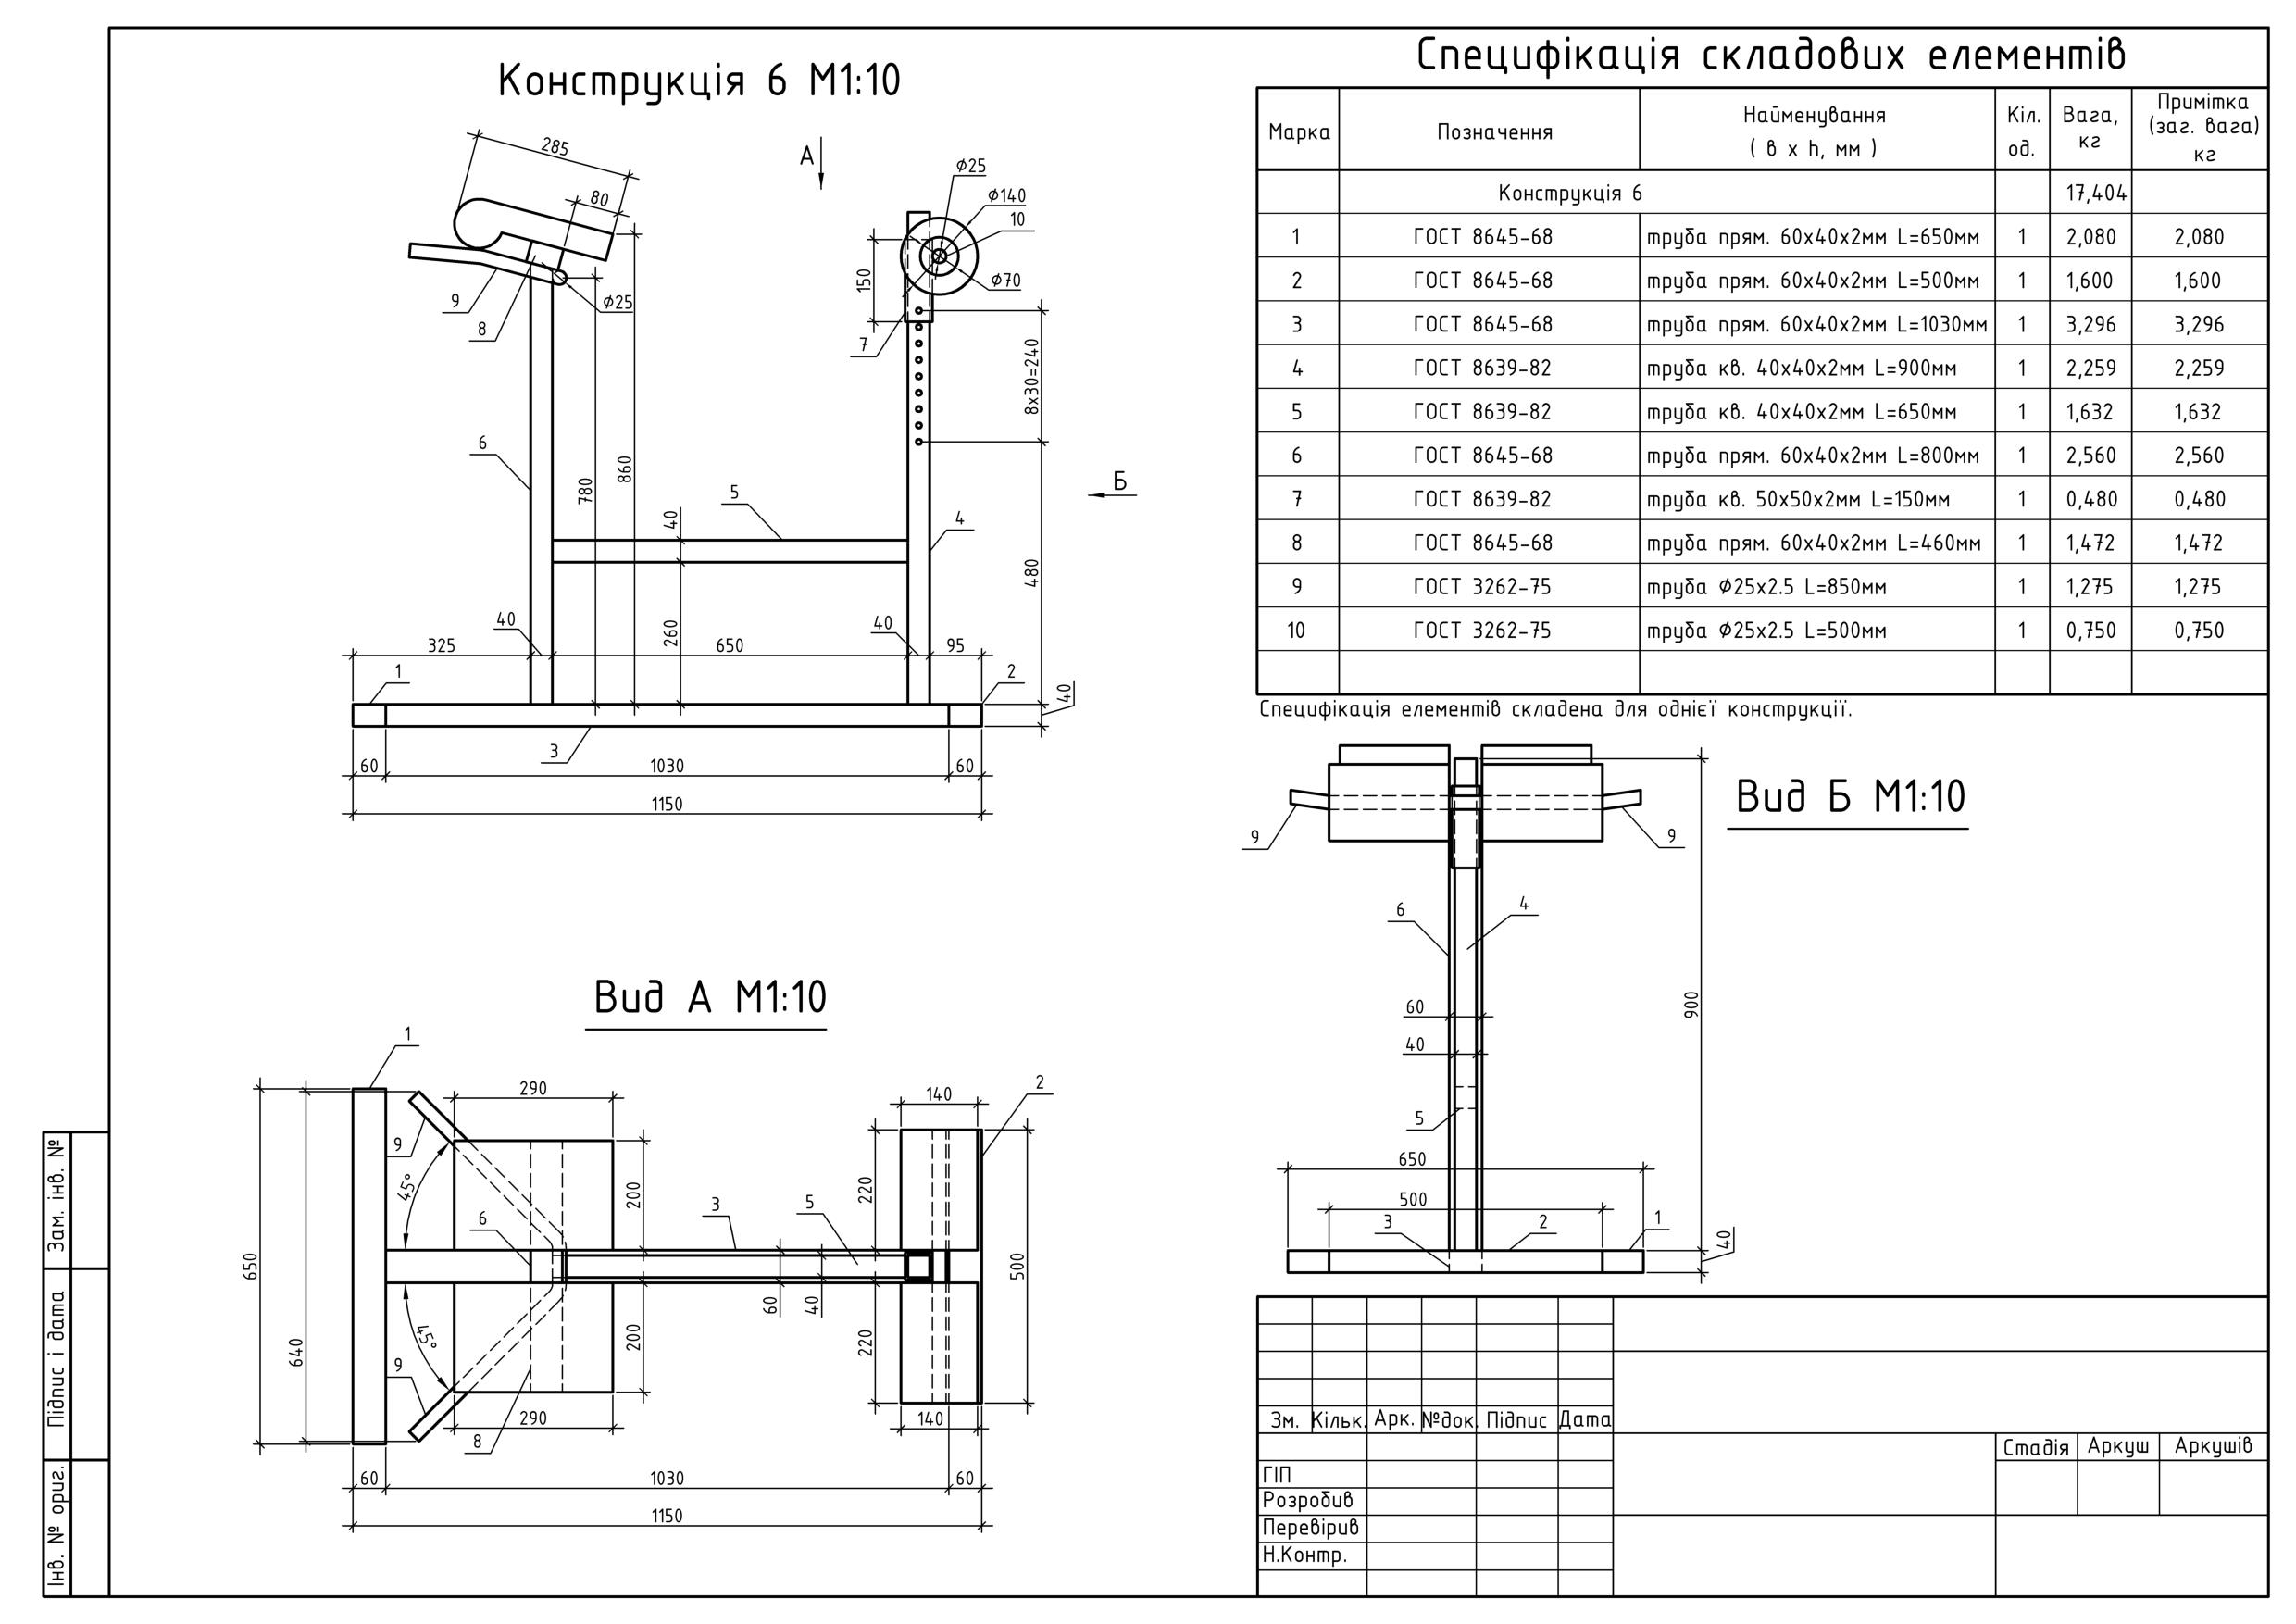 Конструкція 6 М1:10
285
80
А
Ø25
Ø140
10
150
Ø70
9
8
Ø25
7
8х30=240
6
780
860
5
40
4
Б
480
40
260
40
325
650
95
1
2
40
3
60
1030
60
1150
Специфікація складових елементів
Марка Позначення Найменування ( в х h, мм ) Кіл. од. Вага, кг Примітка (заг. вага) кг
Конструкція 6 17,404
1 ГОСТ 8645-68 труба прям. 60х40х2мм L=650мм 1 2,080 2,080
2 ГОСТ 8645-68 труба прям. 60х40х2мм L=500мм 1 1,600 1,600
3 ГОСТ 8645-68 труба прям. 60х40х2мм L=1030мм 1 3,296 3,296
4 ГОСТ 8639-82 труба кв. 40х40х2мм L=900мм 1 2,259 2,259
5 ГОСТ 8639-82 труба кв. 40х40х2мм L=650мм 1 1,632 1,632
6 ГОСТ 8645-68 труба прям. 60х40х2мм L=800мм 1 2,560 2,560
7 ГОСТ 8639-82 труба кв. 50х50х2мм L=150мм 1 0,480 0,480
8 ГОСТ 8645-68 труба прям. 60х40х2мм L=460мм 1 1,472 1,472
9 ГОСТ 3262-75 труба Ø25х2.5 L=850мм 1 1,275 1,275
10 ГОСТ 3262-75 труба Ø25х2.5 L=500мм 1 0,750 0,750
Специфікація елементів складена для однієї конструкції.
Вид Б М1:10
9
9
6
4
900
60
40
5
650
500
3
2
1
40
Вид А М1:10
1
290
140
2
9
45°
200
220
6
3
5
650
640
60
40
500
45°
9
200
220
290
140
8
60
1030
60
1150
Зам. інв. №
Підпис і дата
Інв. № ориг.
Зм. Кільк. Арк. №док. Підпис Дата
Стадія Аркуш Аркушів
ГІП
Розробив
Перевірив
Н.Контр.